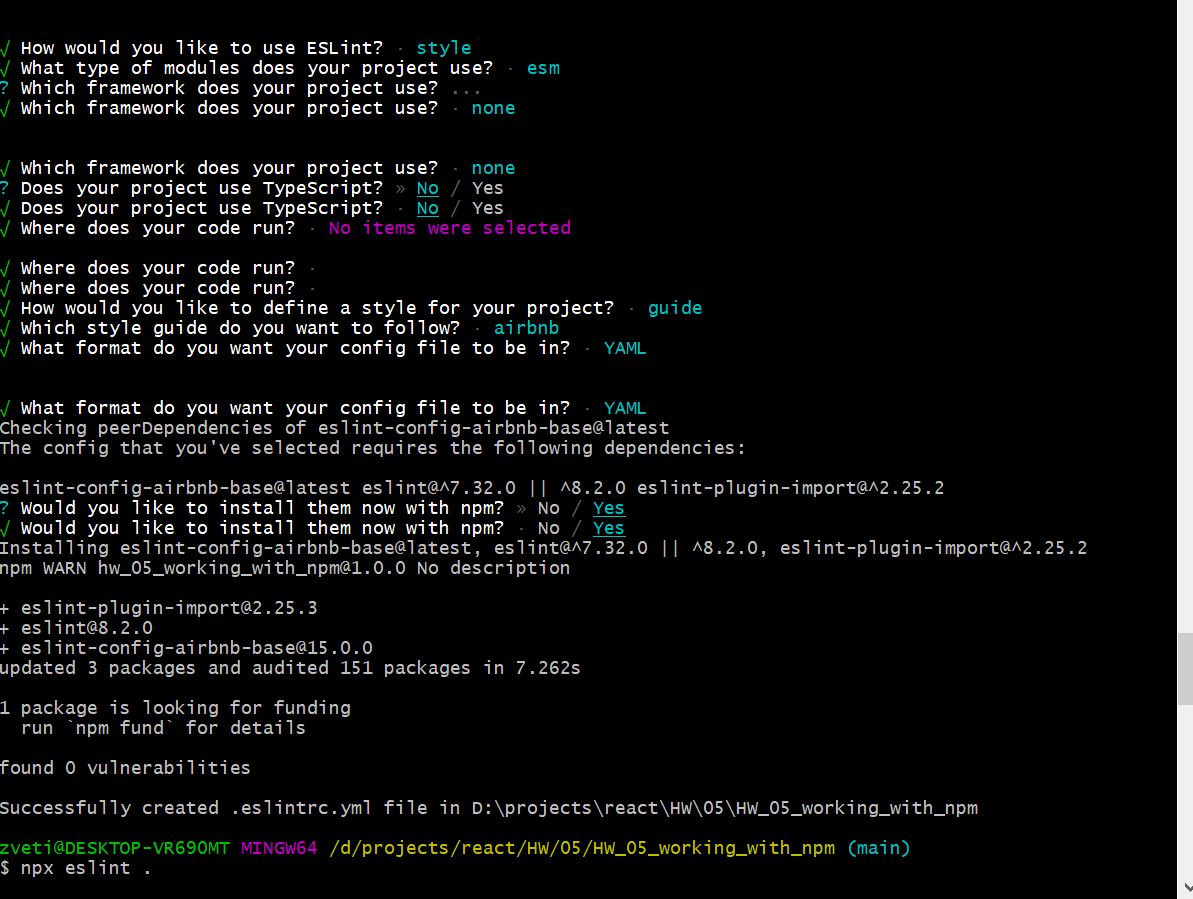 √ How would you like to use ESLint? · style
√ What type of modules does your project use? · esm
? Which framework does your project use? ...
√ Which framework does your project use? · none
√ Which framework does your project use? · none
? Does your project use TypeScript? » No / Yes
√ Does your project use TypeScript? · No / Yes
√ Where does your code run? · No items were selected
√ Where does your code run? ·
√ Where does your code run? ·
√ How would you like to define a style for your project? · guide
√ Which style guide do you want to follow? · airbnb
√ What format do you want your config file to be in? · YAML
√ What format do you want your config file to be in? · YAML
Checking peerDependencies of eslint-config-airbnb-base@latest
The config that you've selected requires the following dependencies:
eslint-config-airbnb-base@latest eslint@^7.32.0 || ^8.2.0 eslint-plugin-import@^2.25.2
? Would you like to install them now with npm? » No / Yes
√ Would you like to install them now with npm? · No / Yes
Installing eslint-config-airbnb-base@latest, eslint@^7.32.0 || ^8.2.0, eslint-plugin-import@^2.25.2
npm WARN hw_05_working_with_npm@1.0.0 No description
+ eslint-plugin-import@2.25.3
+ eslint@8.2.0
+ eslint-config-airbnb-base@15.0.0
updated 3 packages and audited 151 packages in 7.262s
1 package is looking for funding
run `npm fund` for details
found 0 vulnerabilities
Successfully created .eslintrc.yml file in D:\projects\react\HW\05\HW_05_working_with_npm
zveti@DESKTOP-VR69OMT MINGW64 /d/projects/react/HW/05/HW_05_working_with_npm (main)
$ npx eslint .